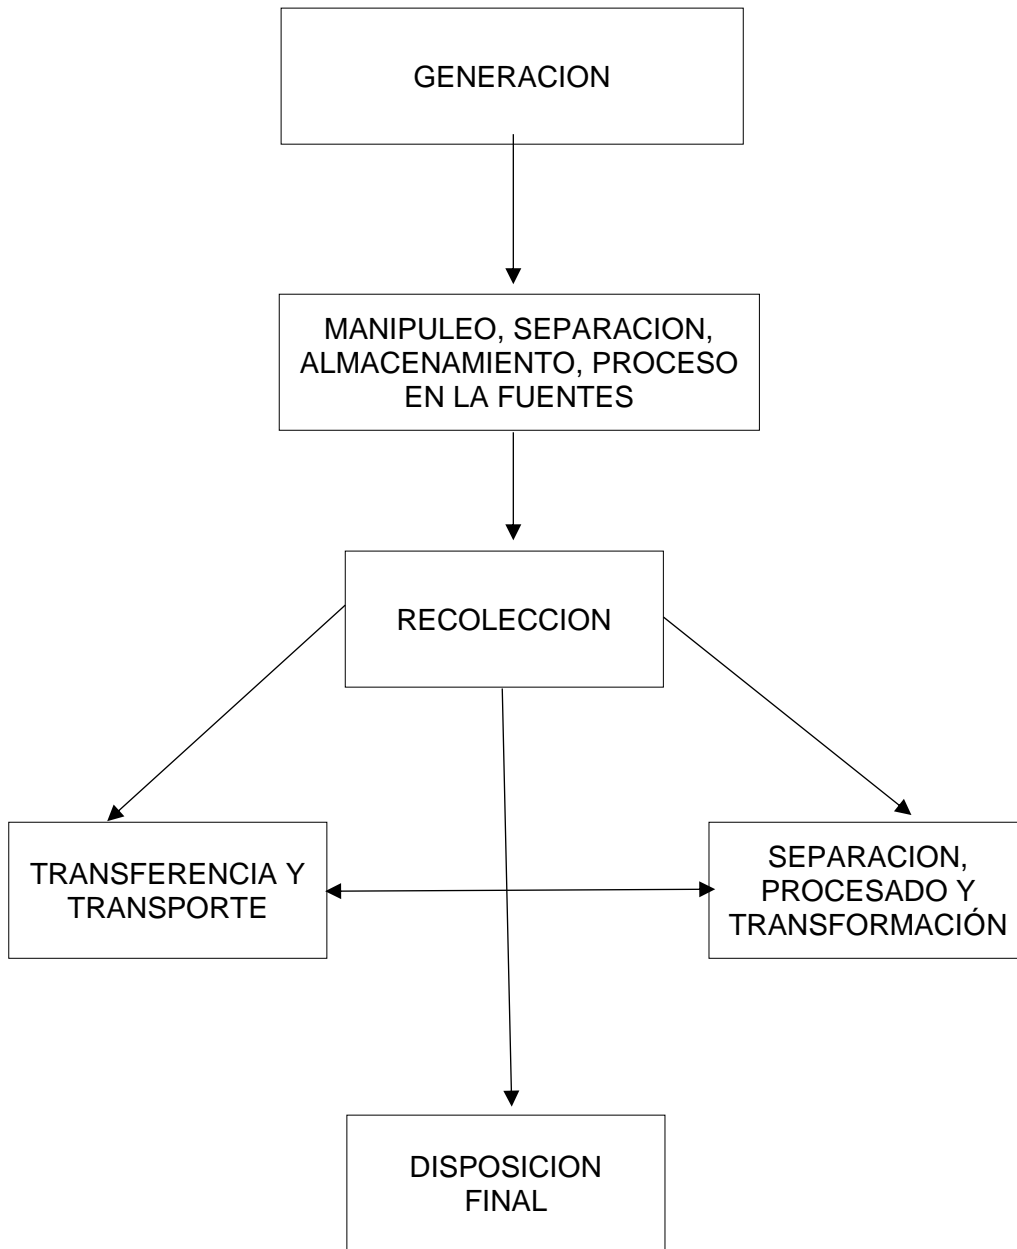 GENERACION
MANIPULEO, SEPARACION,
ALMACENAMIENTO, PROCESO
EN LA FUENTES
RECOLECCION
TRANSFERENCIA Y
TRANSPORTE
SEPARACION,
PROCESADO Y
TRANSFORMACIÓN
DISPOSICION
FINAL